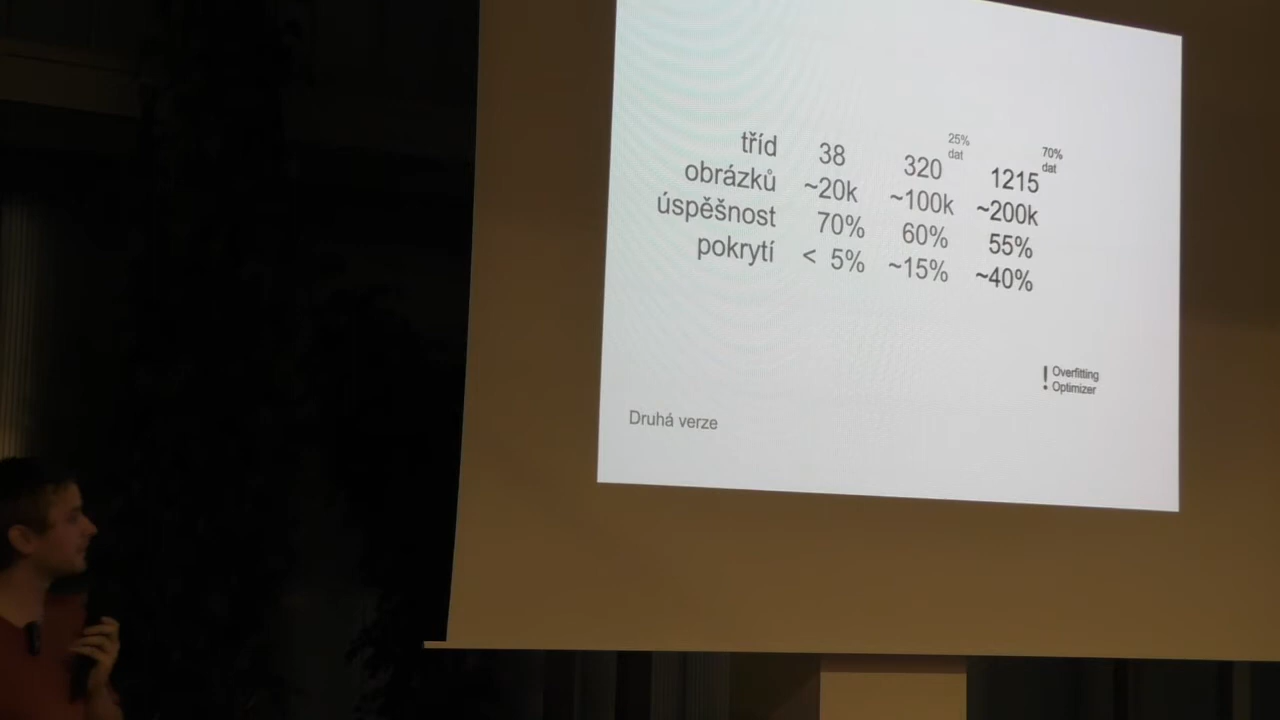 tříd 38 320 25% dat 1215 70% dat
obrázků ~20k ~100k ~200k
úspěšnost 70% 60% 55%
pokrytí < 5% ~15% ~40%
! Overfitting
Optimizer
Druhá verze